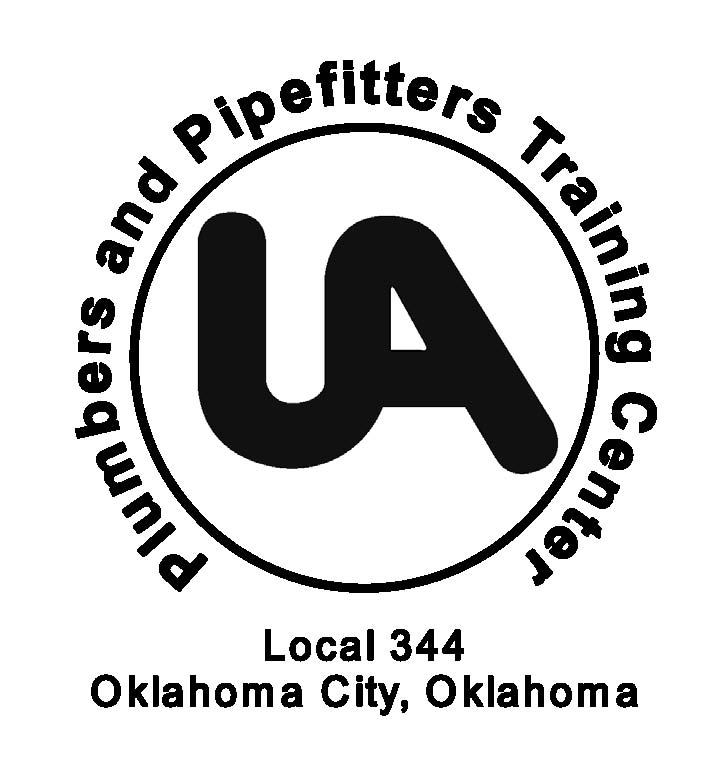 Plumbers and Pipefitters Training Center
UA
Local 344
Oklahoma City, Oklahoma